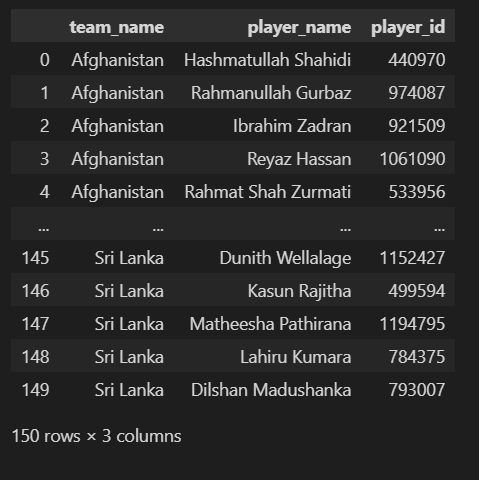 team_name player_name player_id
0 Afghanistan Hashmatullah Shahidi 440970
1 Afghanistan Rahmanullah Gurbaz 974087
2 Afghanistan Ibrahim Zadran 921509
3 Afghanistan Reyaz Hassan 1061090
4 Afghanistan Rahmat Shah Zurmati 533956
... ... ... ...
145 Sri Lanka Dunith Wellalage 1152427
146 Sri Lanka Kasun Rajitha 499594
147 Sri Lanka Matheesha Pathirana 1194795
148 Sri Lanka Lahiru Kumara 784375
149 Sri Lanka Dilshan Madushanka 793007
150 rows × 3 columns